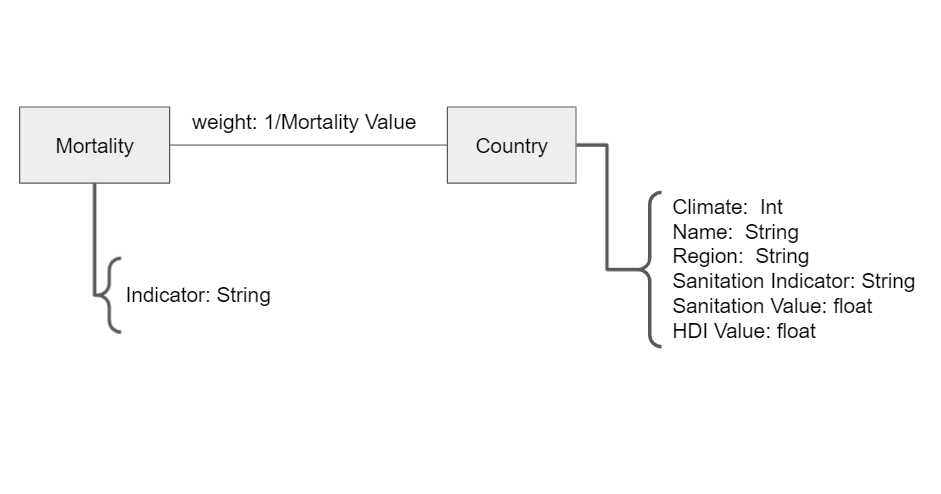 weight: 1/Mortality Value
Mortality
Country
Climate:  Int
Name:  String
Region:  String
Sanitation Indicator: String
Sanitation Value: float
HDI Value: float
Indicator: String